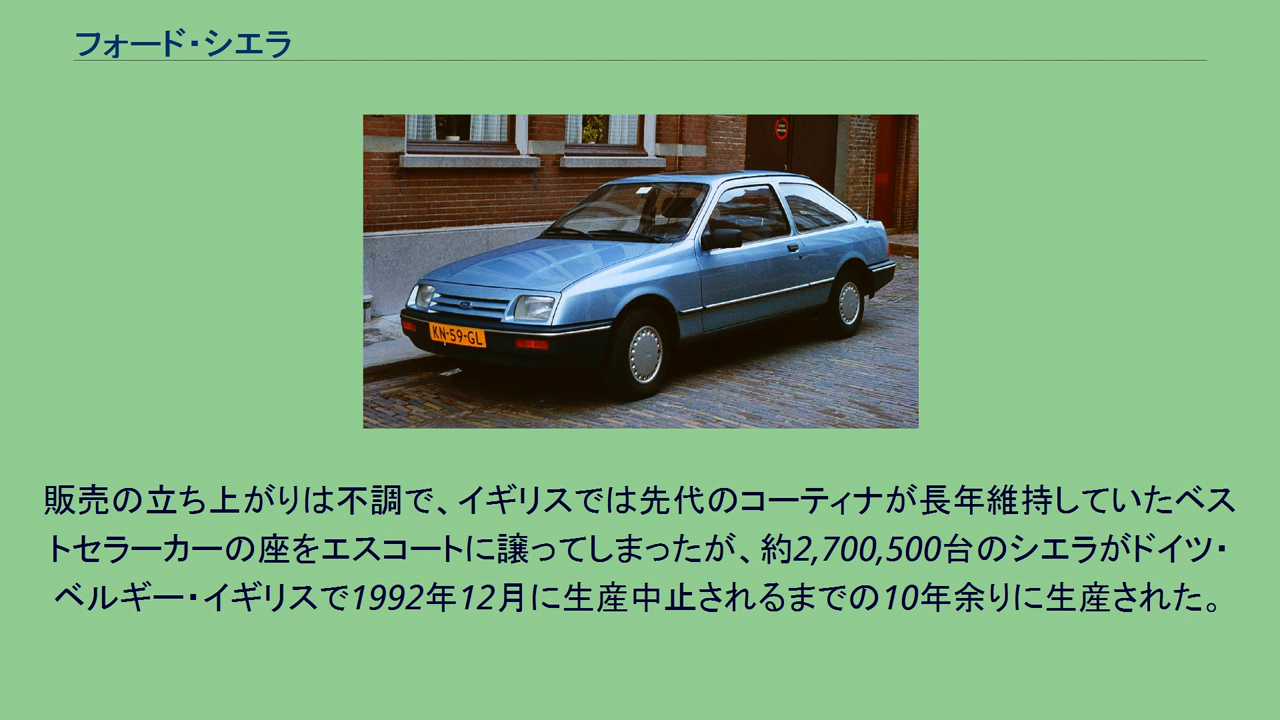 フォード・シエラ
KN-59-GL
販売の立ち上がりは不調で、イギリスでは先代のコーティナが長年維持していたベス
トセラーカーの座をエスコートに譲ってしまったが、約2,700,500台のシエラがドイツ・
ベルギー・イギリスで1992年12月に生産中止されるまでの10年余りに生産された。